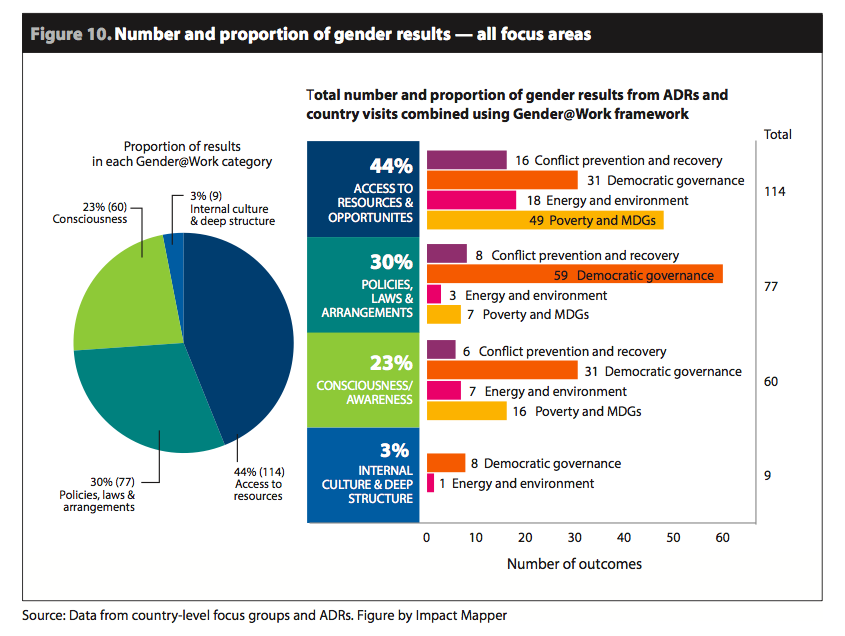 Figure 10. Number and proportion of gender results — all focus areas
Total number and proportion of gender results from ADRs and
country visits combined using Gender@Work framework
Proportion of results
in each Gender@Work category
23% (60)
Consciousness
3% (9)
Internal culture
& deep structure
30% (77)
Policies, laws &
arrangements
44% (114)
Access to
resources
Total
44%
ACCESS TO
RESOURCES &
OPPORTUNITES
16 Conflict prevention and recovery
31 Democratic governance
18 Energy and environment
49 Poverty and MDGs
114
30%
POLICIES,
LAWS &
ARRANGEMENTS
8 Conflict prevention and recovery
59 Democratic governance
3 Energy and environment
7 Poverty and MDGs
77
23%
CONSCIOUSNESS/
AWARENESS
6 Conflict prevention and recovery
31 Democratic governance
7 Energy and environment
16 Poverty and MDGs
60
3%
INTERNAL
CULTURE & DEEP
STRUCTURE
8 Democratic governance
1 Energy and environment
9
0 10 20 30 40 50 60
Number of outcomes
Source: Data from country-level focus groups and ADRs. Figure by Impact Mapper